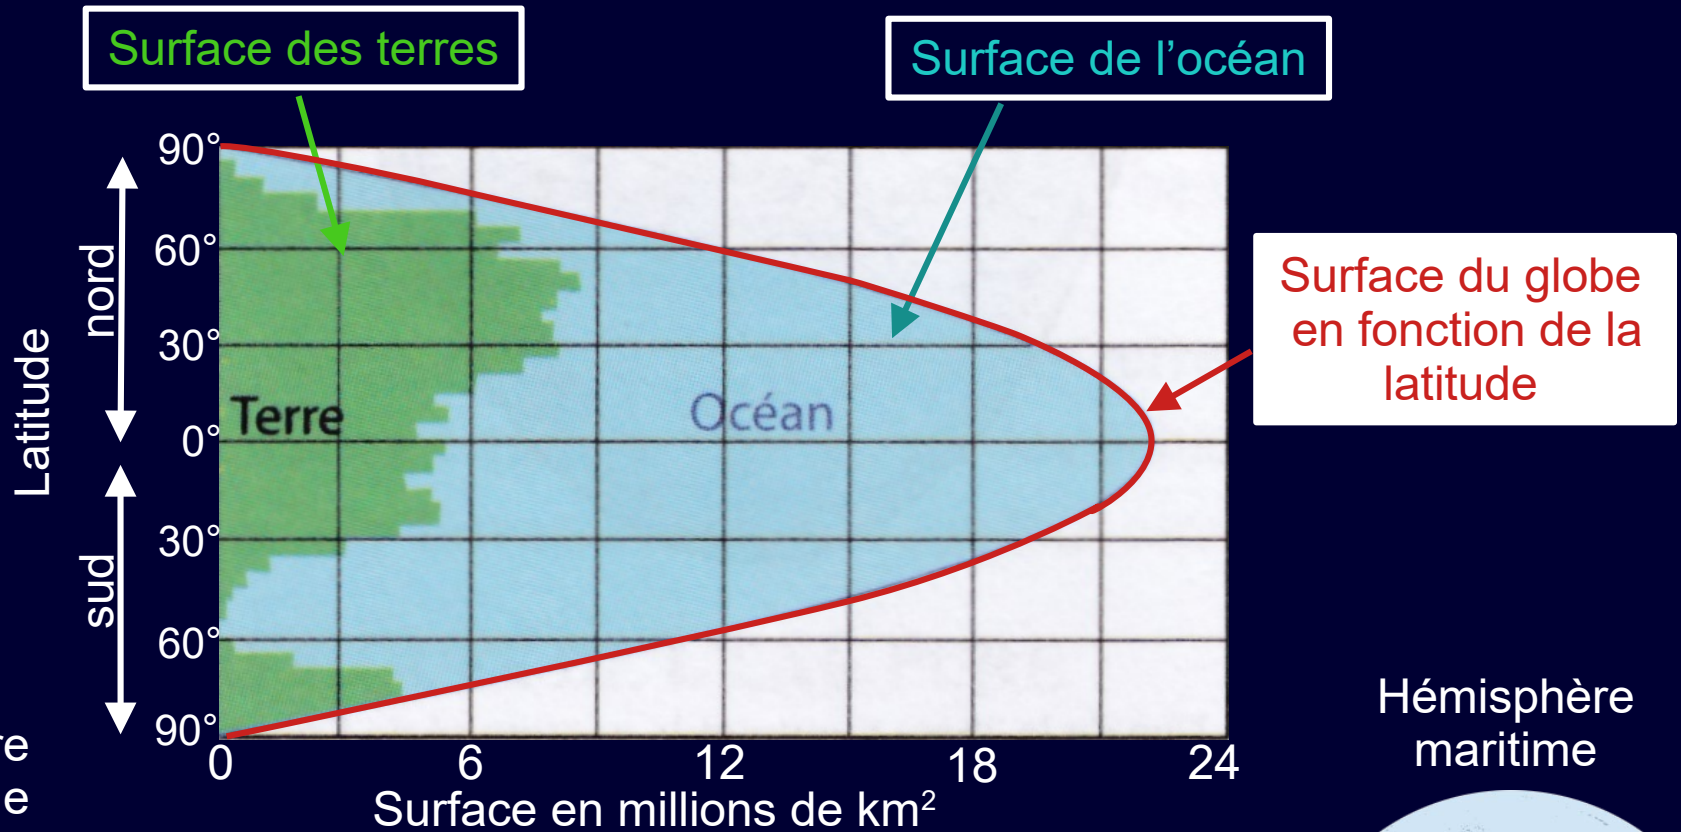 Surface des terres
Surface de l’océan
90°
60°
30°
0°
30°
60°
90°
Latitude
nord
sud
Terre
Océan
Surface du globe
en fonction de la
latitude
0 6 12 18 24
Surface en millions de km²
re
e
Hémisphère
maritime